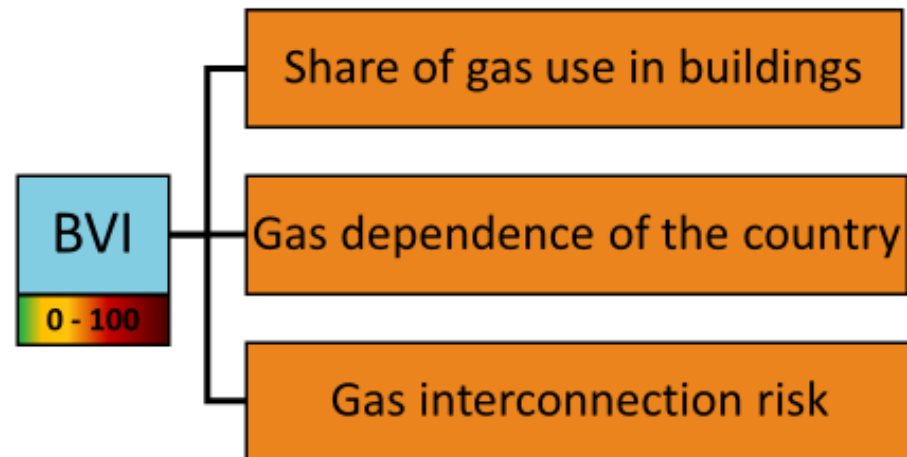 Share of gas use in buildings
BVI
Gas dependence of the country
0 - 100
Gas interconnection risk